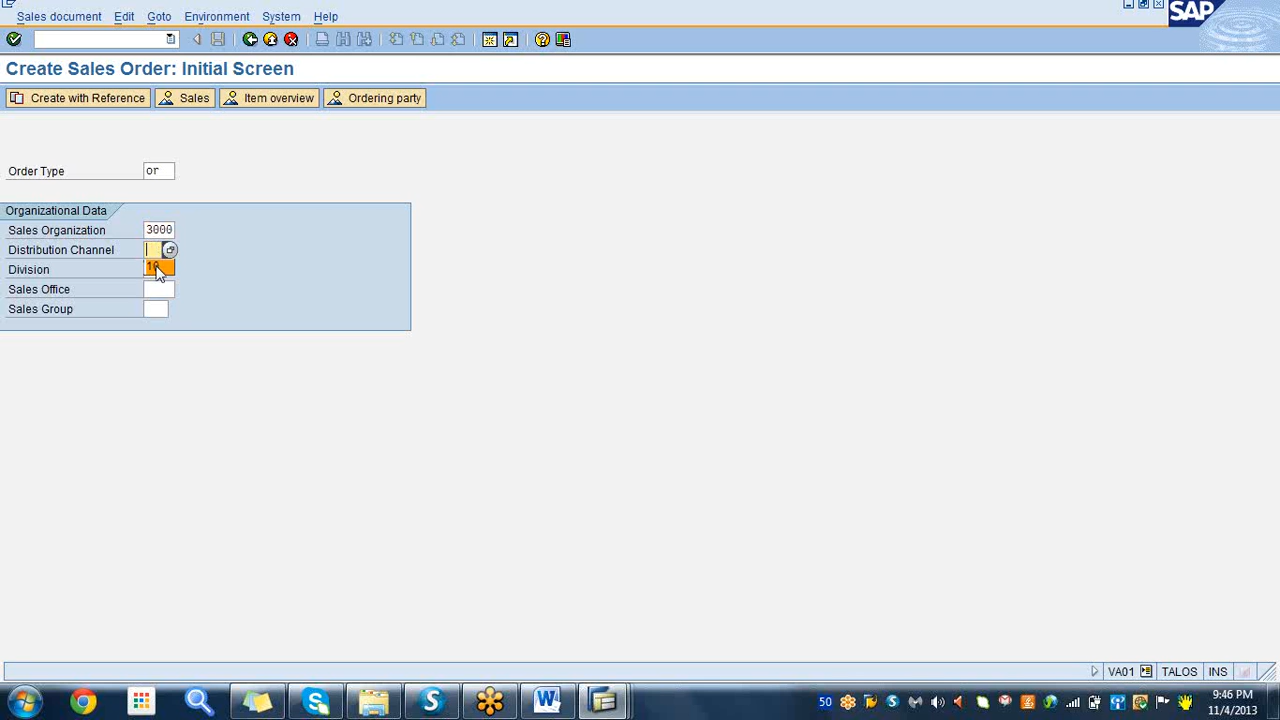 Sales document Edit Goto Environment System Help
SAP
Create Sales Order: Initial Screen
Create with Reference Sales Item overview Ordering party
Order Type or
Organizational Data
Sales Organization 3000
Distribution Channel
Division 10
Sales Office
Sales Group
VA01 TALOS INS
50
9:46 PM
11/4/2013